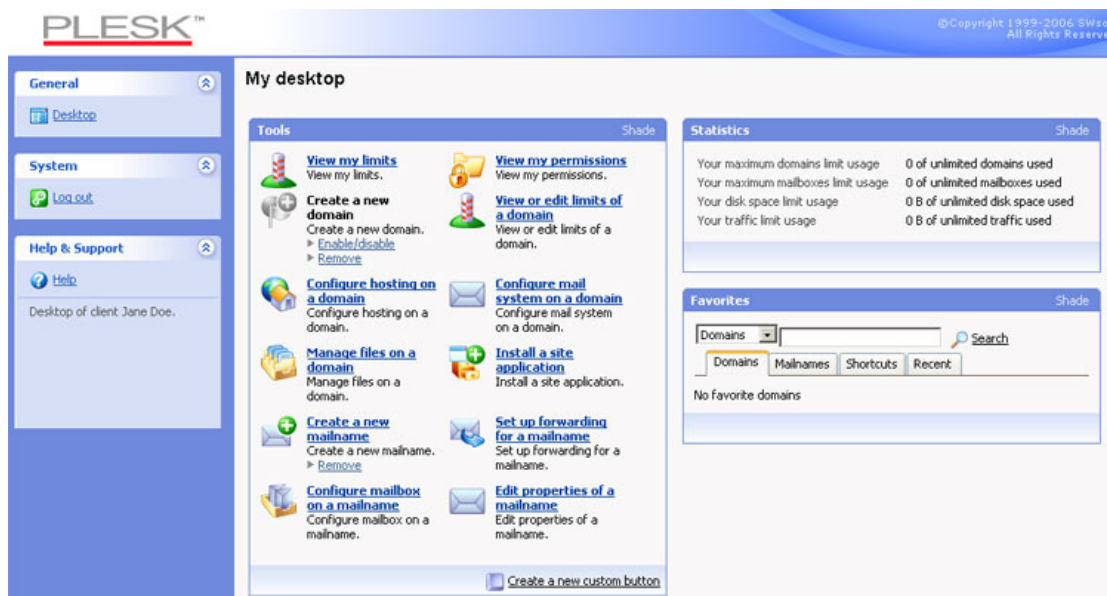 PLESK™
©Copyright 1999-2006
All Rights
General
Desktop
System
Log out
Help & Support
Help
Desktop of client Jane Doe.
My desktop
Tools
Shade
View my limits
View my limits.
View my permissions
View my permissions.
Create a new
domain
Create a new domain.
Enable/disable
Remove
View or edit limits of
a domain
View or edit limits of a
domain.
Configure hosting on
a domain
Configure hosting on a
domain.
Configure mail
system on a domain
Configure mail system
on a domain.
Manage files on a
domain
Manage files on a
domain.
Install a site
application
Install a site application.
Create a new
mailname
Create a new mailname.
Remove
Set up forwarding
for a mailname
Set up forwarding for a
mailname.
Configure mailbox
on a mailname
Configure mailbox on a
mailname.
Edit properties of a
mailname
Edit properties of a
mailname.
Create a new custom button
Statistics
Shade
Your maximum domains limit usage 0 of unlimited domains used
Your maximum mailboxes limit usage 0 of unlimited mailboxes used
Your disk space limit usage 0 B of unlimited disk space used
Your traffic limit usage 0 B of unlimited traffic used
Favorites
Shade
Domains
Search
Domains Mailnames Shortcuts Recent
No favorite domains